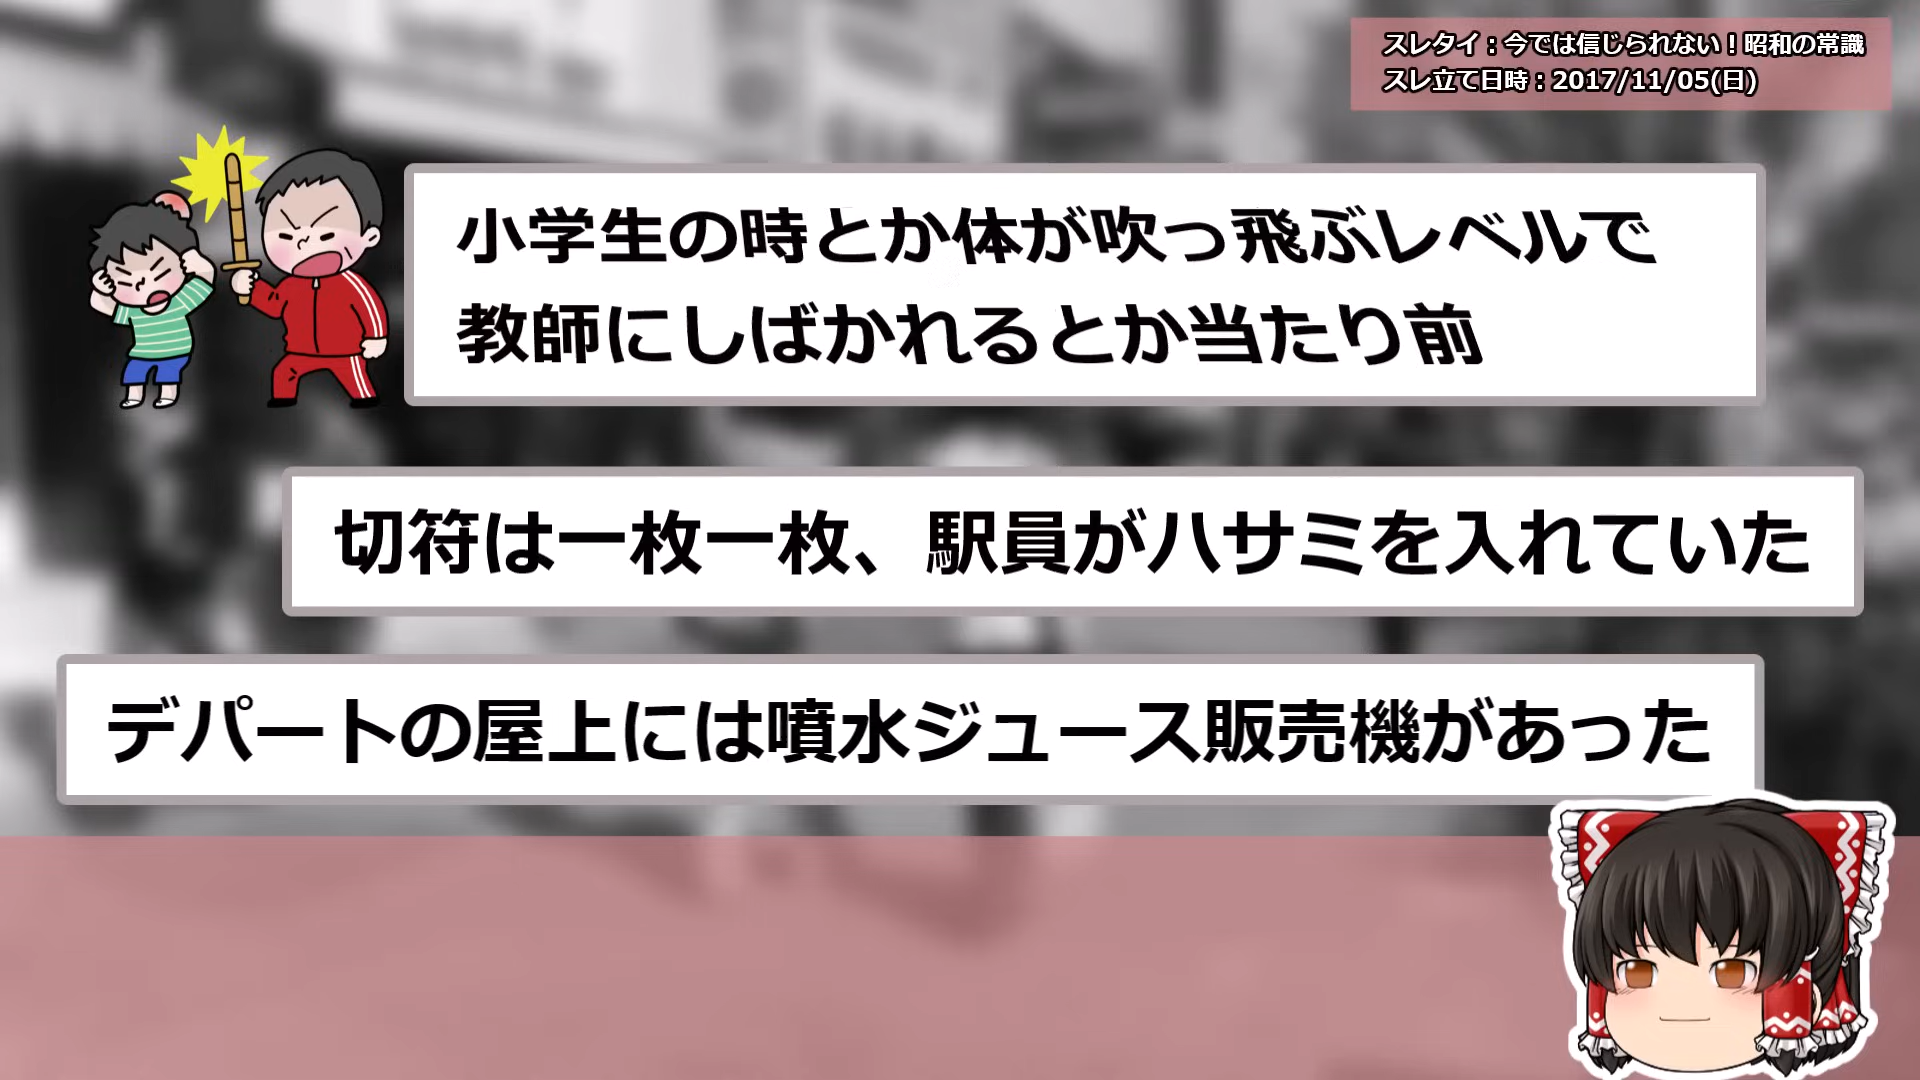 スレタイ：今では信じられない！昭和の常識
スレ立て日時：2017/11/05(日)
小学生の時とか体が吹っ飛ぶレベルで
教師にしばかれるとか当たり前
切符は一枚一枚、駅員がハサミを入れていた
デパートの屋上には噴水ジュース販売機があった